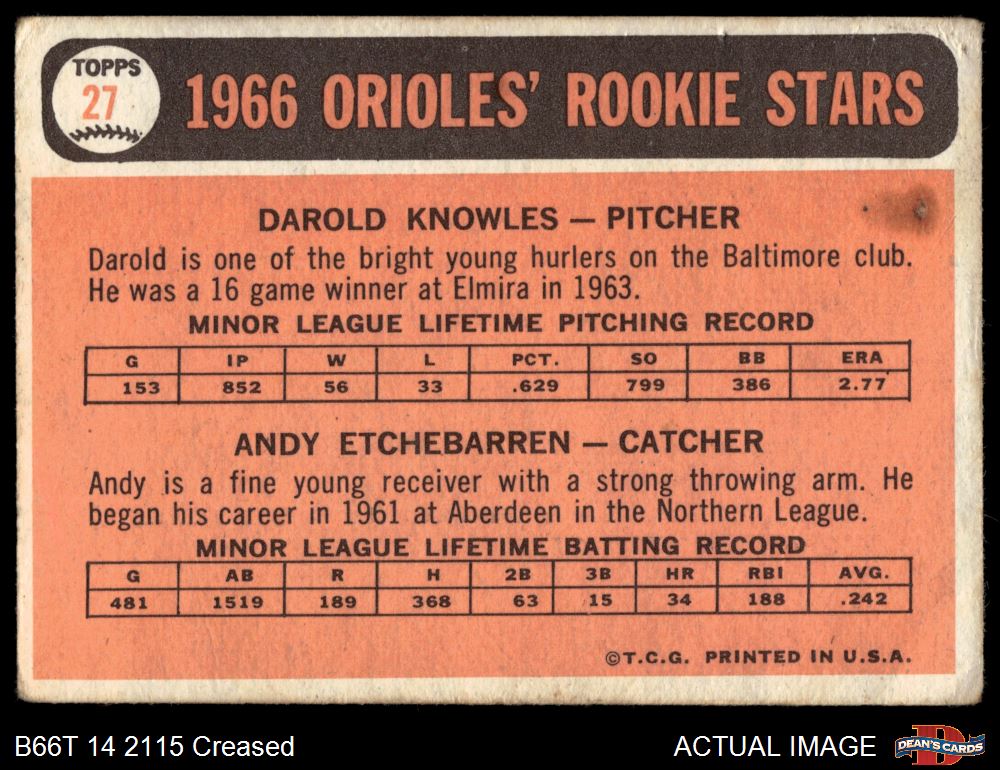 TOPPS
27
1966 ORIOLES' ROOKIE STARS
DAROLD KNOWLES — PITCHER
Darold is one of the bright young hurlers on the Baltimore club.
He was a 16 game winner at Elmira in 1963.
MINOR LEAGUE LIFETIME PITCHING RECORD
G IP W L PCT. SO BB ERA
153 852 56 33 .629 799 386 2.77
ANDY ETCHEBARREN — CATCHER
Andy is a fine young receiver with a strong throwing arm. He
began his career in 1961 at Aberdeen in the Northern League.
MINOR LEAGUE LIFETIME BATTING RECORD
G AB R H 2B 3B HR RBI AVG.
481 1519 189 368 63 15 34 188 .242
©T.C.G. PRINTED IN U.S.A.
B66T 14 2115 Creased
ACTUAL IMAGE
D
DEAN'S CARDS